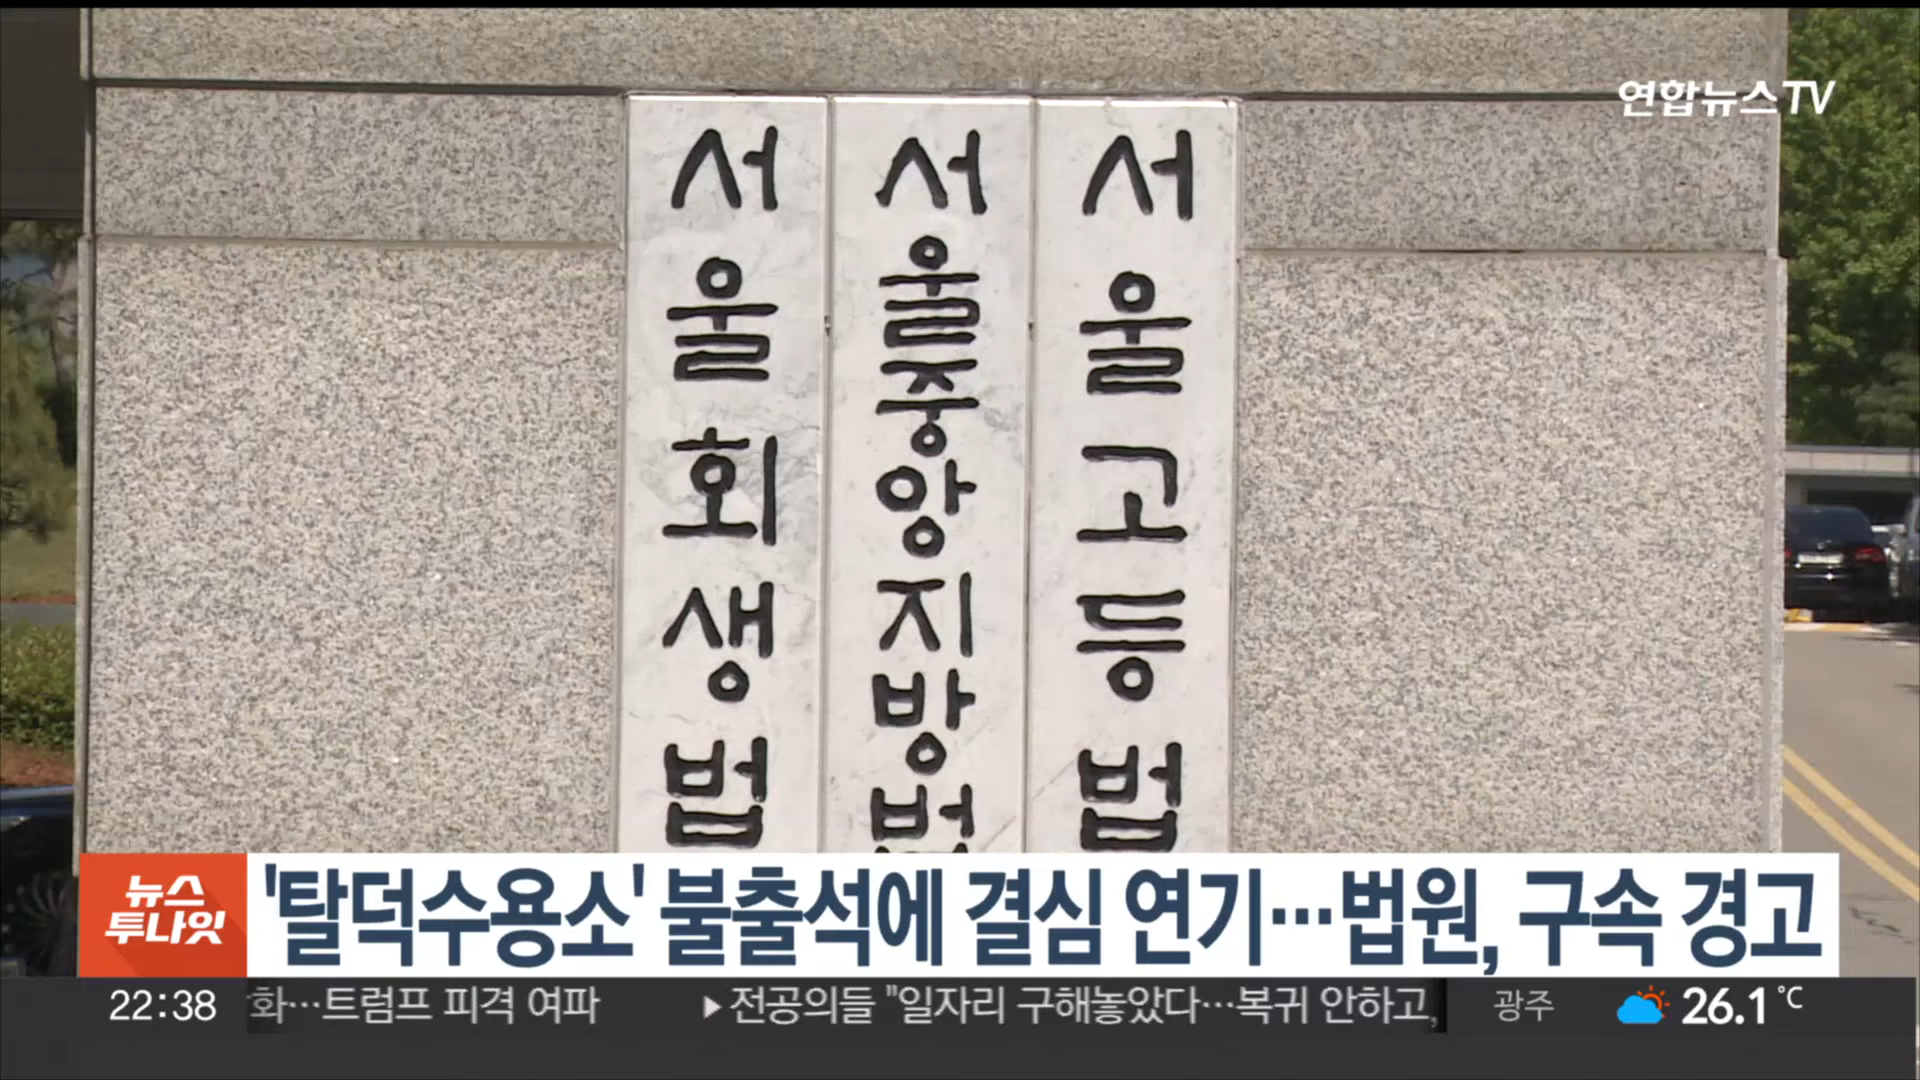 연합뉴스TV
서울회생법
서울중앙지방법
서울고등법
뉴스투나잇
'탈덕수용소' 불출석에 결심 연기…법원, 구속 경고
22:38
화…트럼프 피격 여파 ▶전공의들 "일자리 구해놓았다…복귀 안하고,
광주
26.1℃